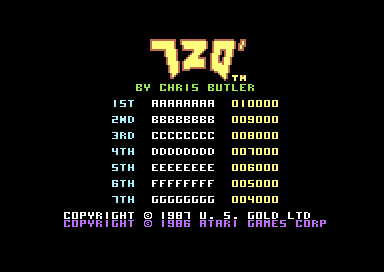 720°
TM
BY CHRIS BUTLER
1ST AAAAAAAA 010000
2ND BBBBBBBB 009000
3RD CCCCCCCC 008000
4TH DDDDDDDD 007000
5TH EEEEEEEE 006000
6TH FFFFFFFF 005000
7TH GGGGGGGG 004000
COPYRIGHT © 1987 U. S. GOLD LTD
COPYRIGHT © 1986 ATARI GAMES CORP